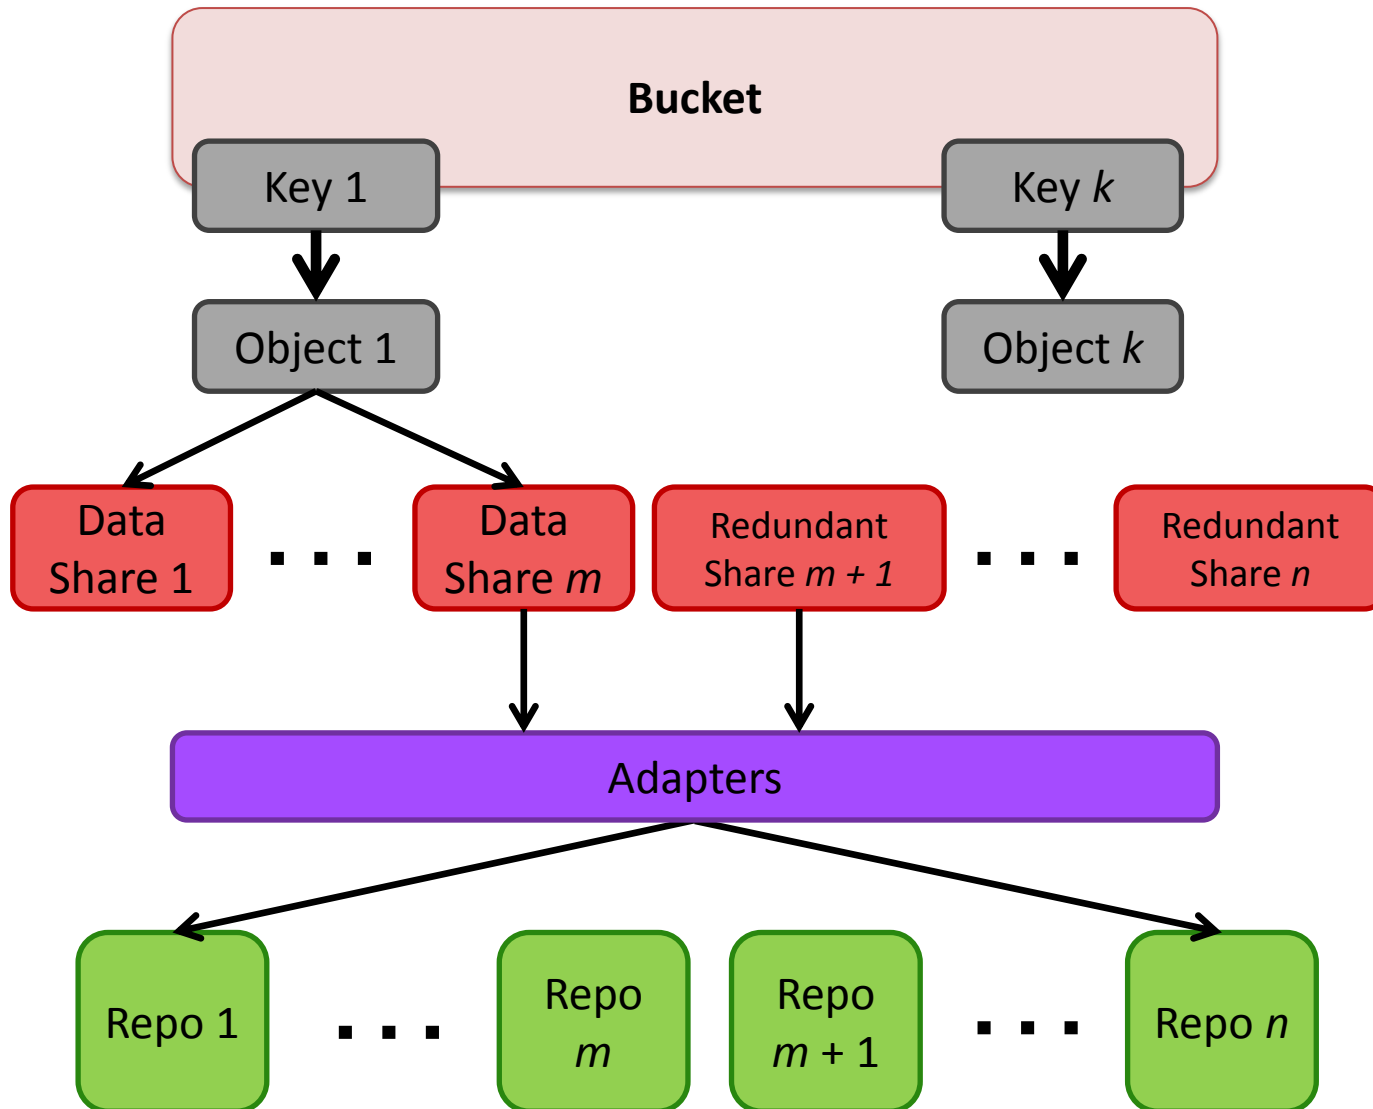 Bucket
Key 1
Key k
Object 1
Object k
Data
Share 1
. . .
Data
Share m
Redundant
Share m + 1
. . .
Redundant
Share n
Adapters
Repo 1
. . .
Repo
m
Repo
m + 1
. . .
Repo n